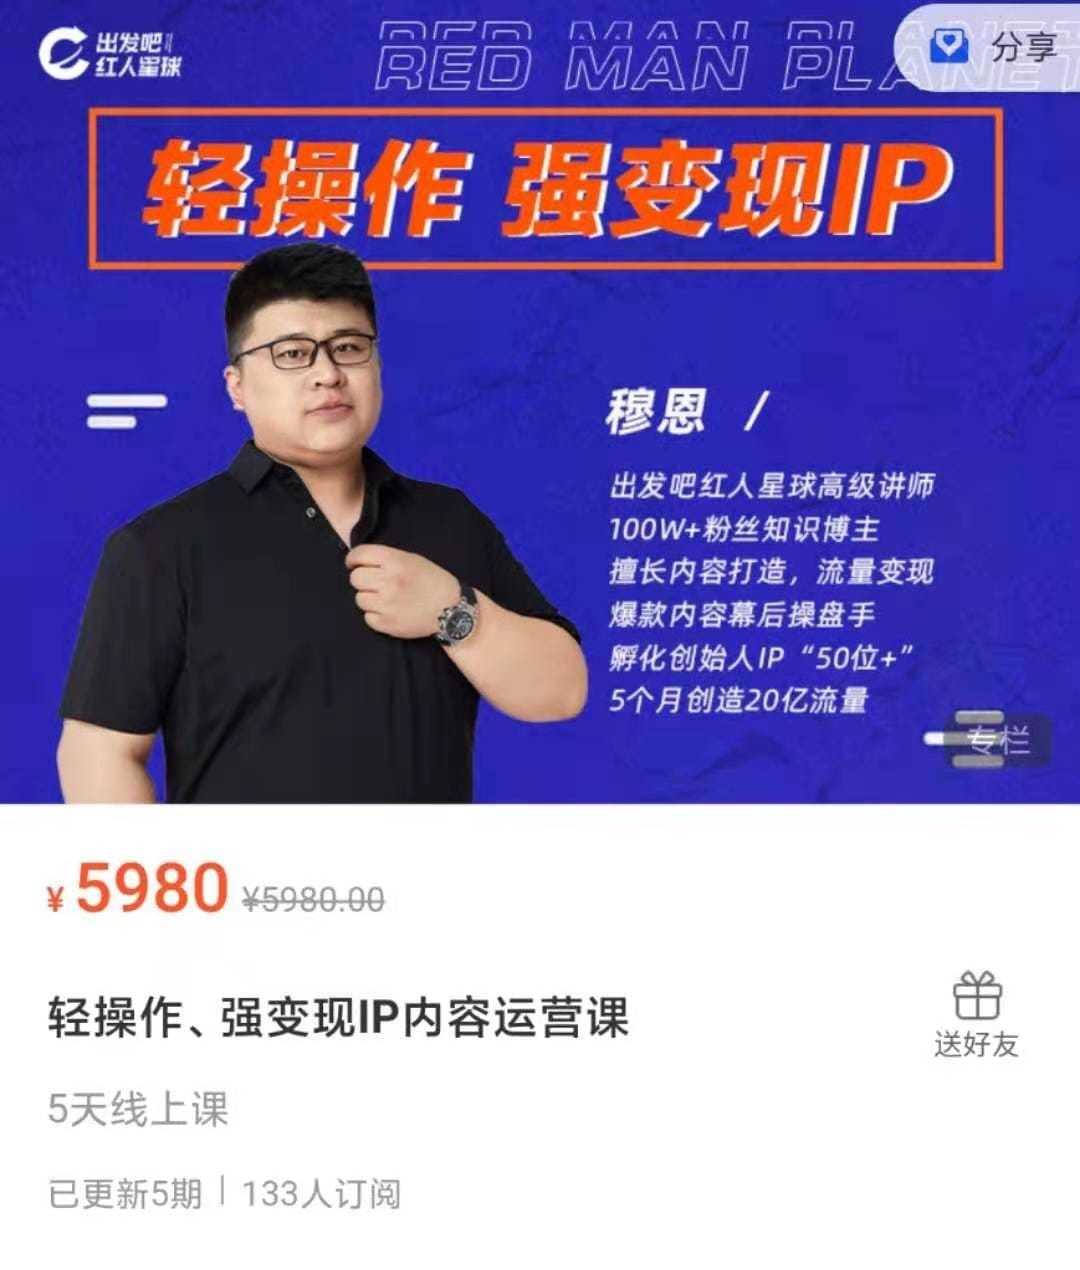 出发吧
红人星球
RED MAN PLANET
分享
轻操作 强变现IP
穆恩 /
出发吧红人星球高级讲师
100W+粉丝知识博主
擅长内容打造，流量变现
爆款内容幕后操盘手
孵化创始人IP“50位+”
5个月创造20亿流量
专栏
¥5980 ¥5980.00
轻操作、强变现IP内容运营课
送好友
5天线上课
已更新5期 | 133人订阅